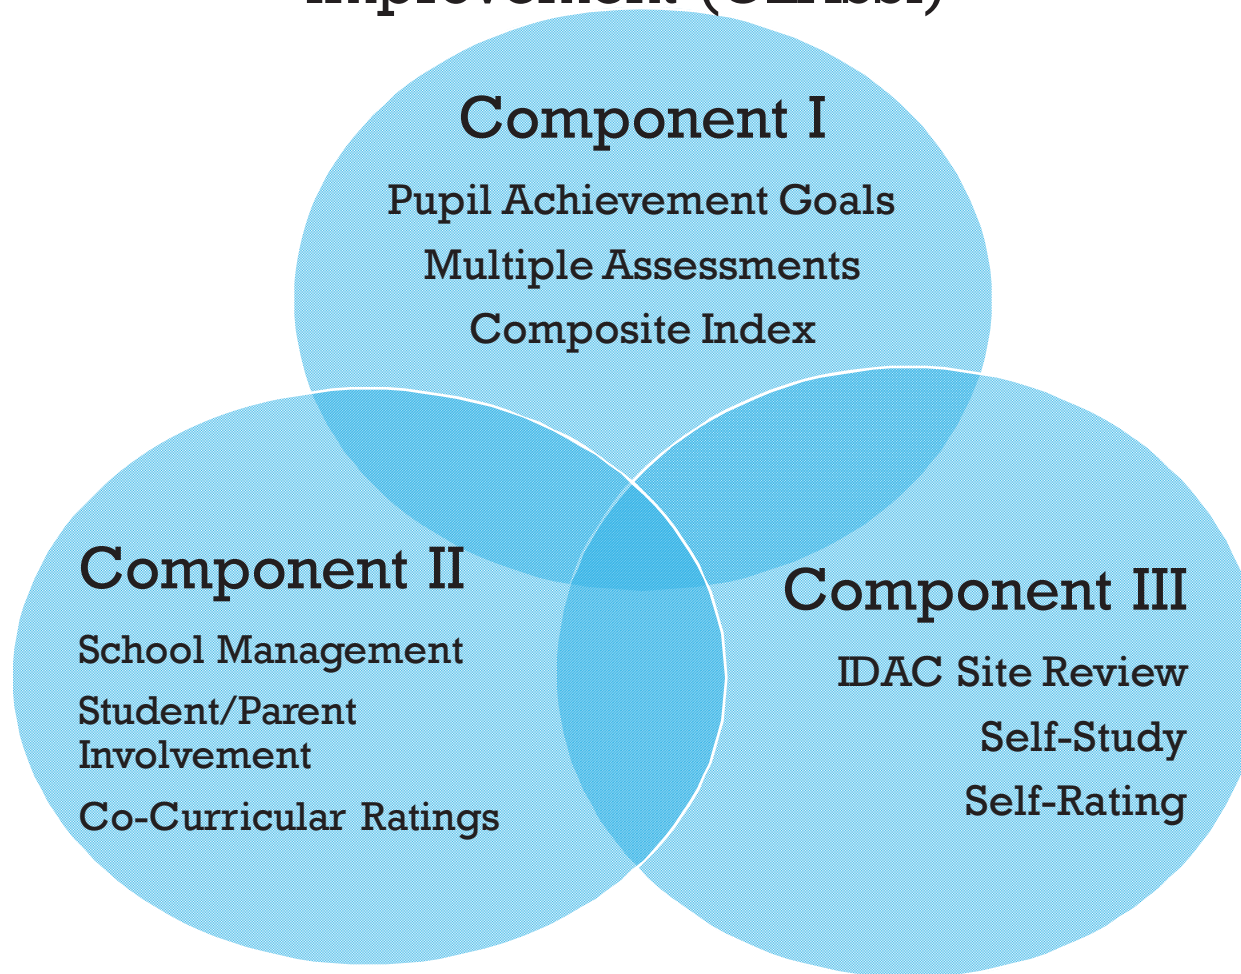 Improvement
Component I
Pupil Achievement Goals
Multiple Assessments
Composite Index
Component II
School Management
Student/Parent
Involvement
Co-Curricular Ratings
Component III
IDAC Site Review
Self-Study
Self-Rating